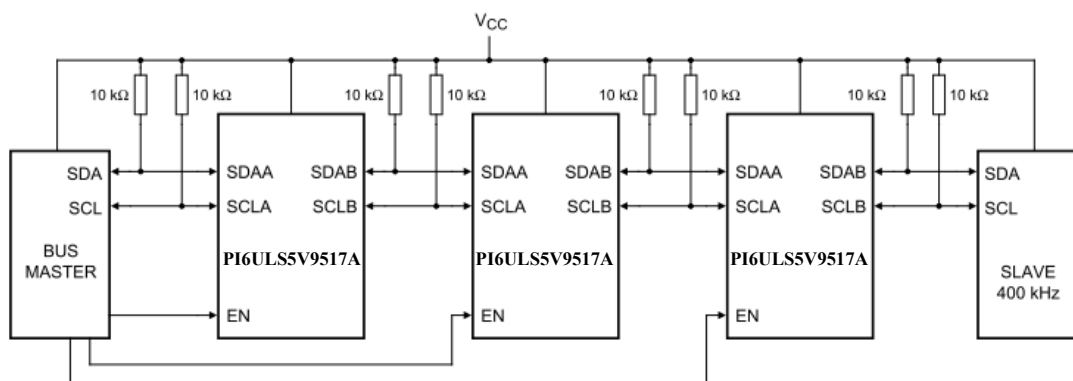 VCC
10 kΩ 10 kΩ 10 kΩ 10 kΩ 10 kΩ 10 kΩ 10 kΩ 10 kΩ
SDA SDAA SDAB SDAA SDAB SDAA SDAB SDA
SCL SCLA SCLB SCLA SCLB SCLA SCLB SCL
BUS
MASTER
PI6ULS5V9517A PI6ULS5V9517A PI6ULS5V9517A
SLAVE
400 kHz
EN EN EN